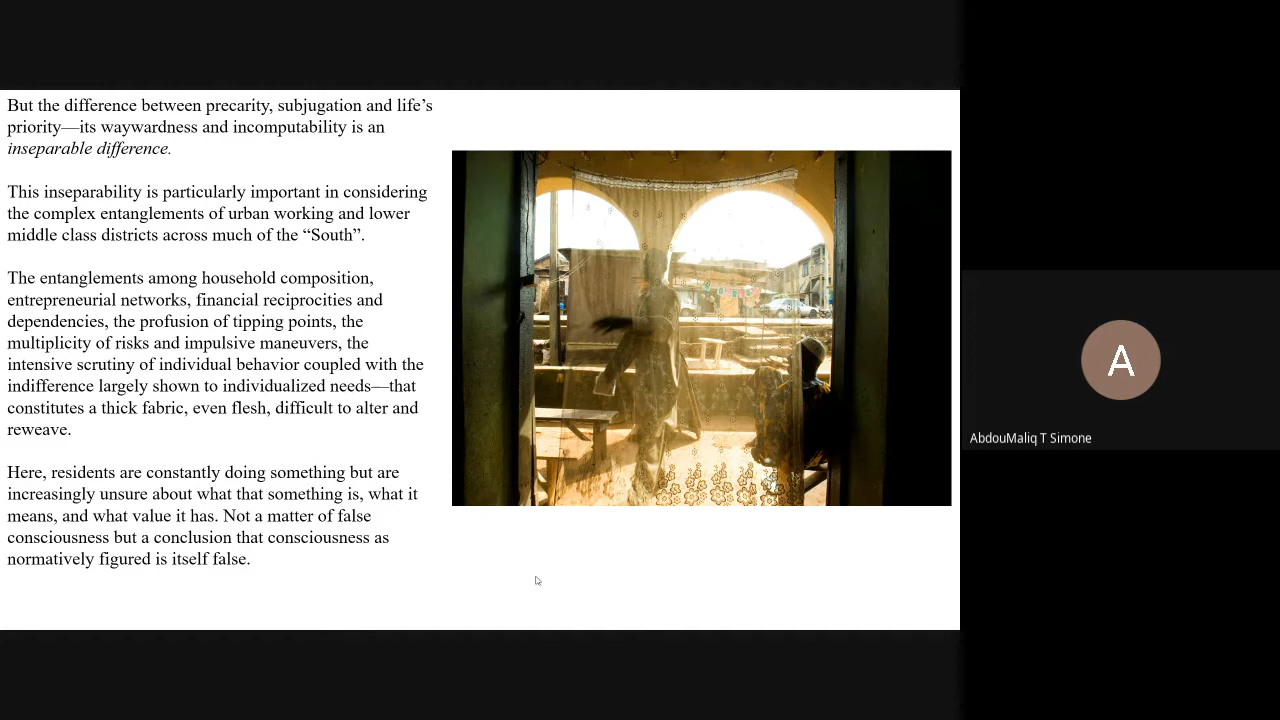 But the difference between precarity, subjugation and life’s
priority—its waywardness and incomputability is an
inseparable difference.
This inseparability is particularly important in considering
the complex entanglements of urban working and lower
middle class districts across much of the “South”.
The entanglements among household composition,
entrepreneurial networks, financial reciprocities and
dependencies, the profusion of tipping points, the
multiplicity of risks and impulsive maneuvers, the
intensive scrutiny of individual behavior coupled with the
indifference largely shown to individualized needs—that
constitutes a thick fabric, even flesh, difficult to alter and
reweave.
Here, residents are constantly doing something but are
increasingly unsure about what that something is, what it
means, and what value it has. Not a matter of false
consciousness but a conclusion that consciousness as
normatively figured is itself false.
A
AbdouMaliq T Simone